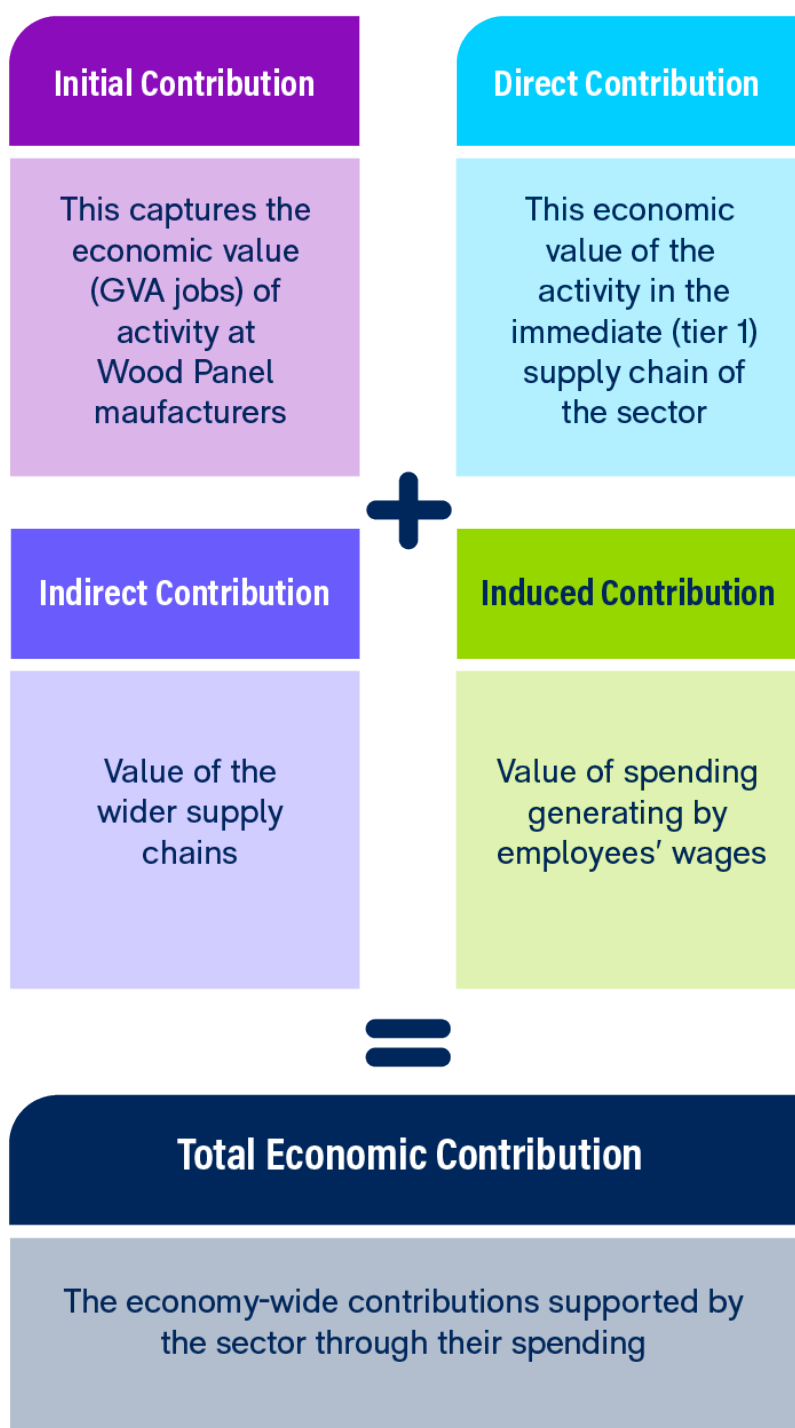 Initial Contribution
This captures the
economic value
(GVA jobs) of
activity at
Wood Panel
maufacturers
Direct Contribution
This economic
value of the
activity in the
immediate (tier 1)
supply chain of
the sector
+
Indirect Contribution
Value of the
wider supply
chains
Induced Contribution
Value of spending
generating by
employees’ wages
=
Total Economic Contribution
The economy-wide contributions supported by
the sector through their spending